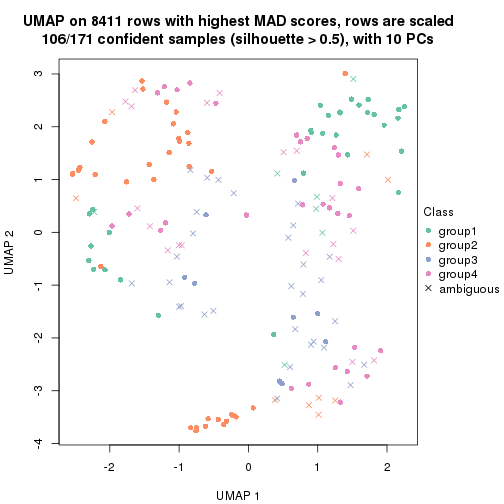 UMAP on 8411 rows with highest MAD scores, rows are scaled
106/171 confident samples (silhouette > 0.5), with 10 PCs
3
2
1
0
-1
-2
-3
-4
UMAP 2
-2
-1
0
1
2
UMAP 1
Class
group1
group2
group3
group4
ambiguous